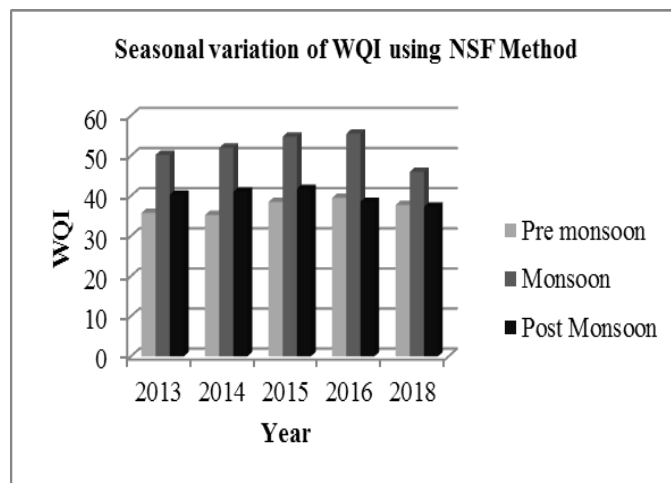 Seasonal variation of WQI using NSF Method
60
50
40
30
20
10
0
WQI
2013 2014 2015 2016 2018
Year
Pre monsoon
Monsoon
Post Monsoon